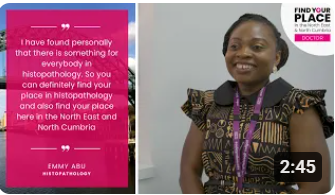 ❞
I have found personally
that there is something for
everybody in
histopathology. So you
can definitely find your
place in histopathology
and also find your place
here in the North East and
North Cumbria
❞
EMMY ABU
HISTOPATHOLOGY
FIND YOUR
PLACE
in the North East
& North Cumbria
DOCTOR
2:45